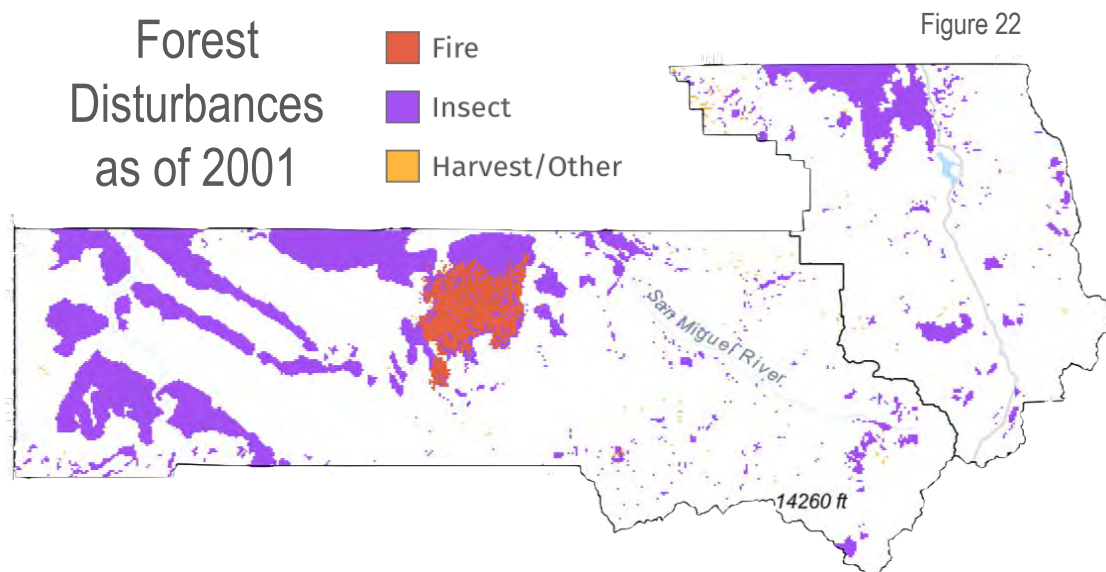 Forest
Disturbances
as of 2001
Fire
Insect
Harvest/Other
Figure 22
San Miguel River
14260 ft